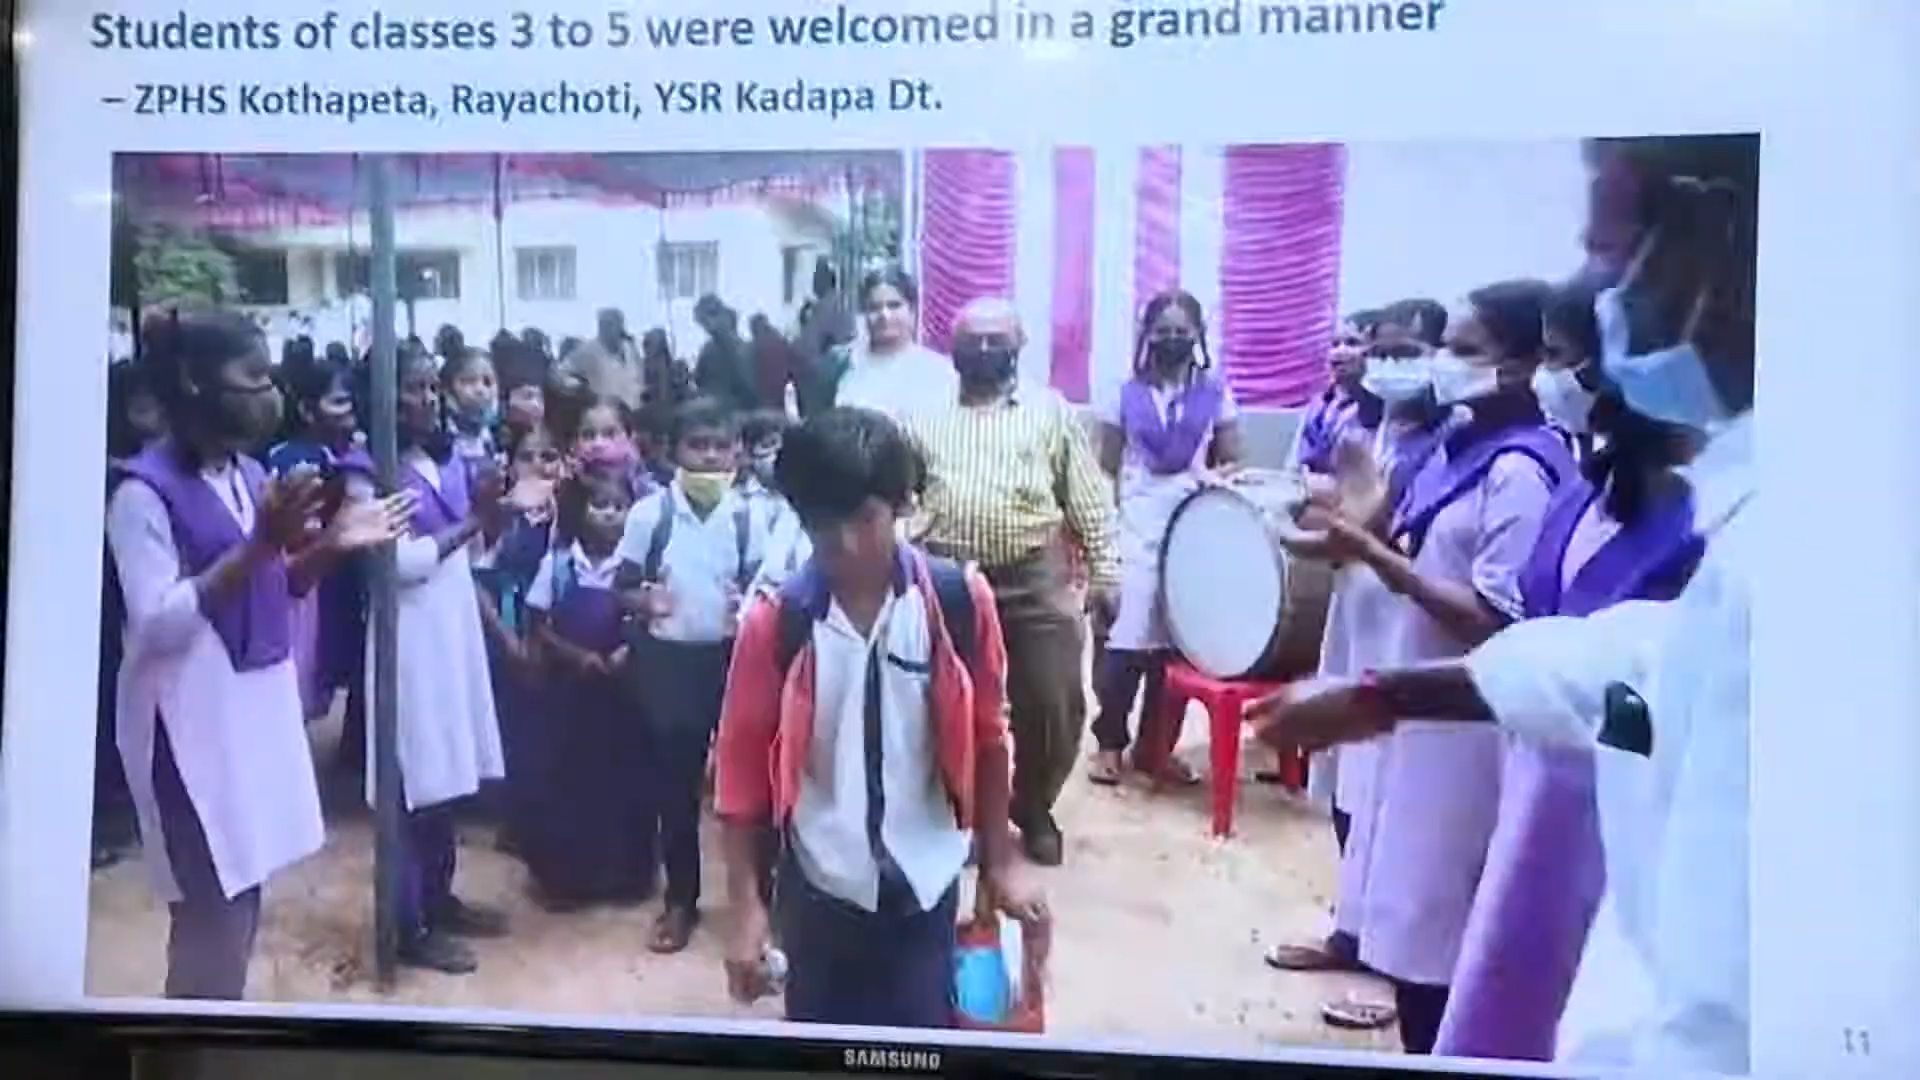 Students of classes 3 to 5 were welcomed in a grand manner
– ZPHS Kothapeta, Rayachoti, YSR Kadapa Dt.
SAMSUNG
11